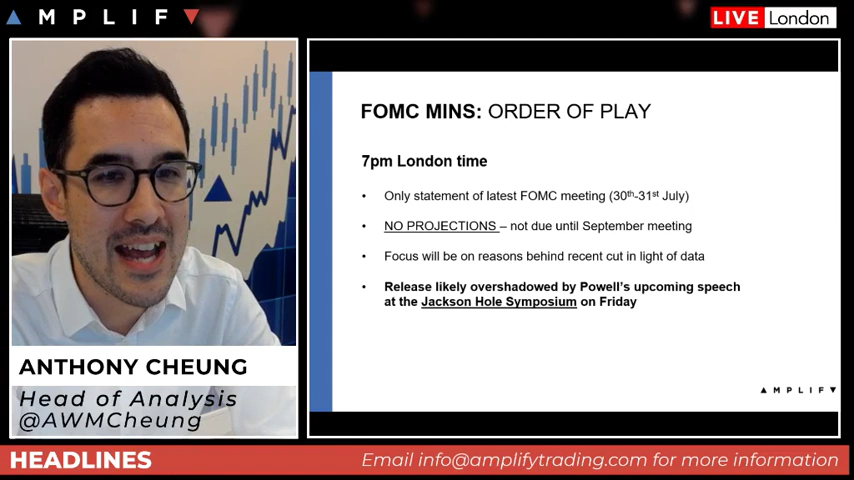 AMPLIFY
LIVE London
FOMC MINS: ORDER OF PLAY
7pm London time
• Only statement of latest FOMC meeting (30th-31st July)
• NO PROJECTIONS – not due until September meeting
• Focus will be on reasons behind recent cut in light of data
• Release likely overshadowed by Powell's upcoming speech
at the Jackson Hole Symposium on Friday
AMPLIFY
ANTHONY CHEUNG
Head of Analysis
@AWMCheung
HEADLINES
Email info@amplifytrading.com for more information